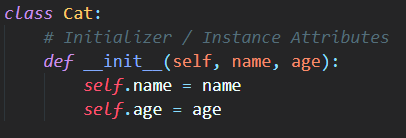 class Cat:
    # Initializer / Instance Attributes
    def __init__(self, name, age):
        self.name = name
        self.age = age